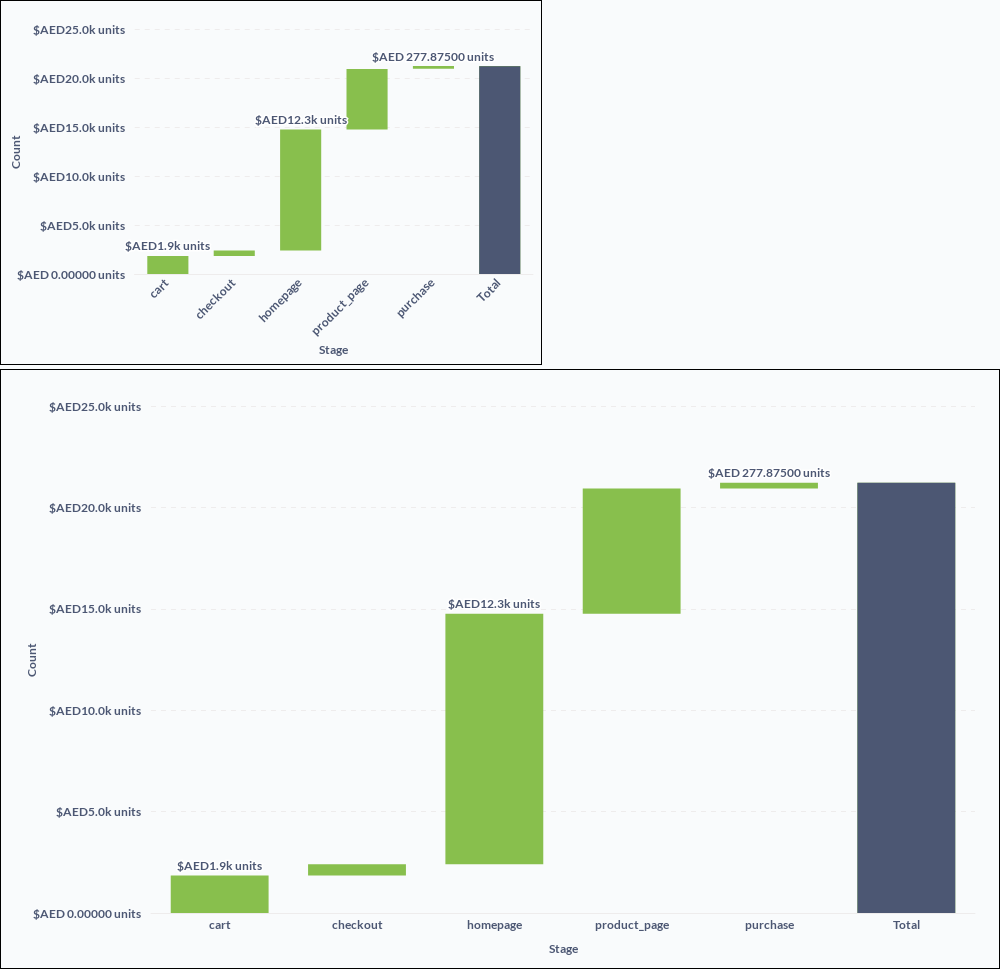 $AED25.0k units
$AED 277.87500 units
$AED20.0k units
$AED15.0k units
$AED12.3k units
Count
$AED10.0k units
$AED5.0k units
$AED1.9k units
$AED 0.00000 units
cart
checkout
homepage
product_page
purchase
Total
Stage
$AED25.0k units
$AED 277.87500 units
$AED20.0k units
$AED12.3k units
$AED15.0k units
Count
$AED10.0k units
$AED5.0k units
$AED1.9k units
$AED 0.00000 units
cart
checkout
homepage
product_page
purchase
Total
Stage